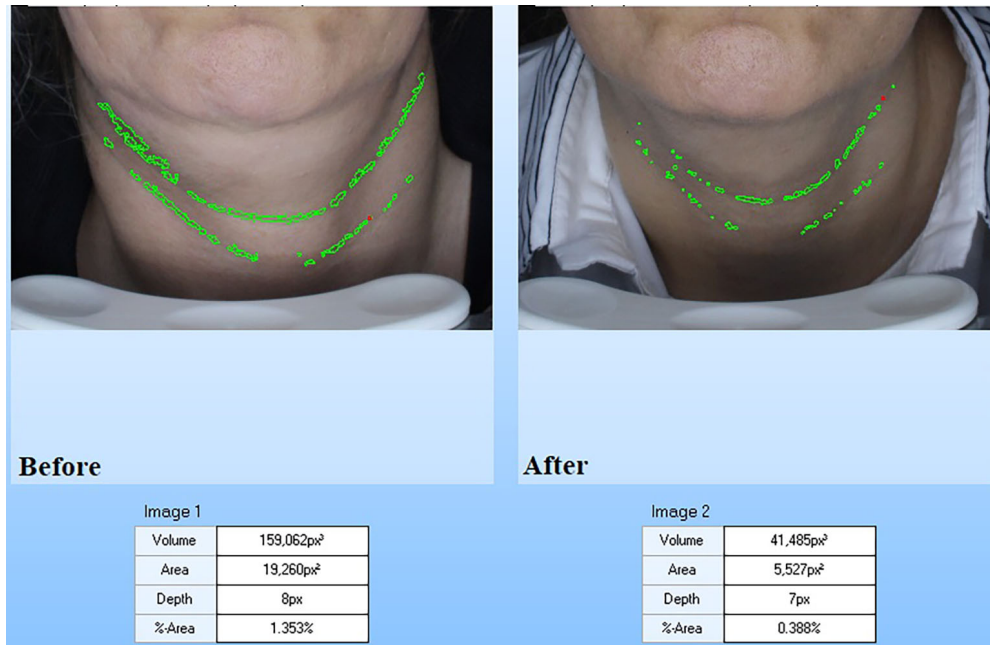 Before
After
Image 1
Volume 159,062px³
Area 19,260px²
Depth 8px
%-Area 1.353%
Image 2
Volume 41,485px³
Area 5,527px²
Depth 7px
%-Area 0.388%